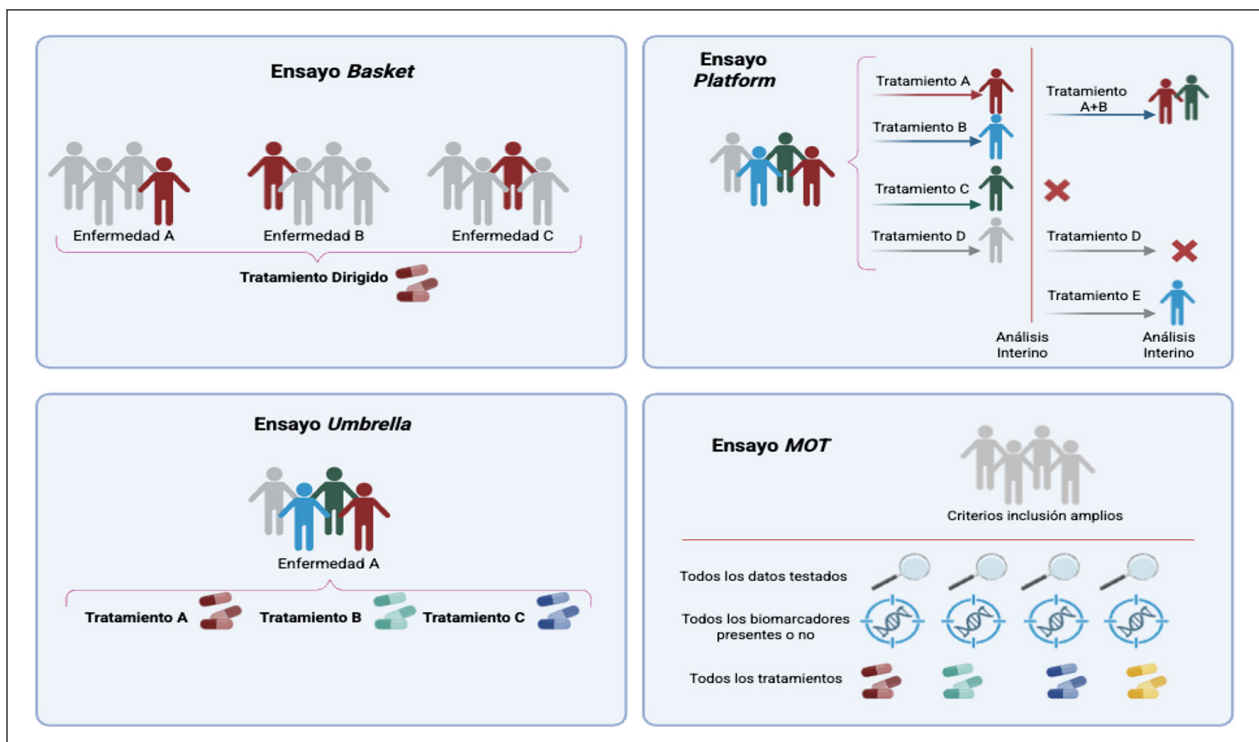 Ensayo Basket
Enfermedad A
Enfermedad B
Enfermedad C
Tratamiento Dirigido
Ensayo
Platform
Tratamiento A
Tratamiento B
Tratamiento C
Tratamiento D
Análisis
Interino
Tratamiento
A+B
Tratamiento D
Tratamiento E
Análisis
Interino
Ensayo Umbrella
Enfermedad A
Tratamiento A
Tratamiento B
Tratamiento C
Ensayo MOT
Criterios inclusión amplios
Todos los datos testados
Todos los biomarcadores
presentes o no
Todos los tratamientos